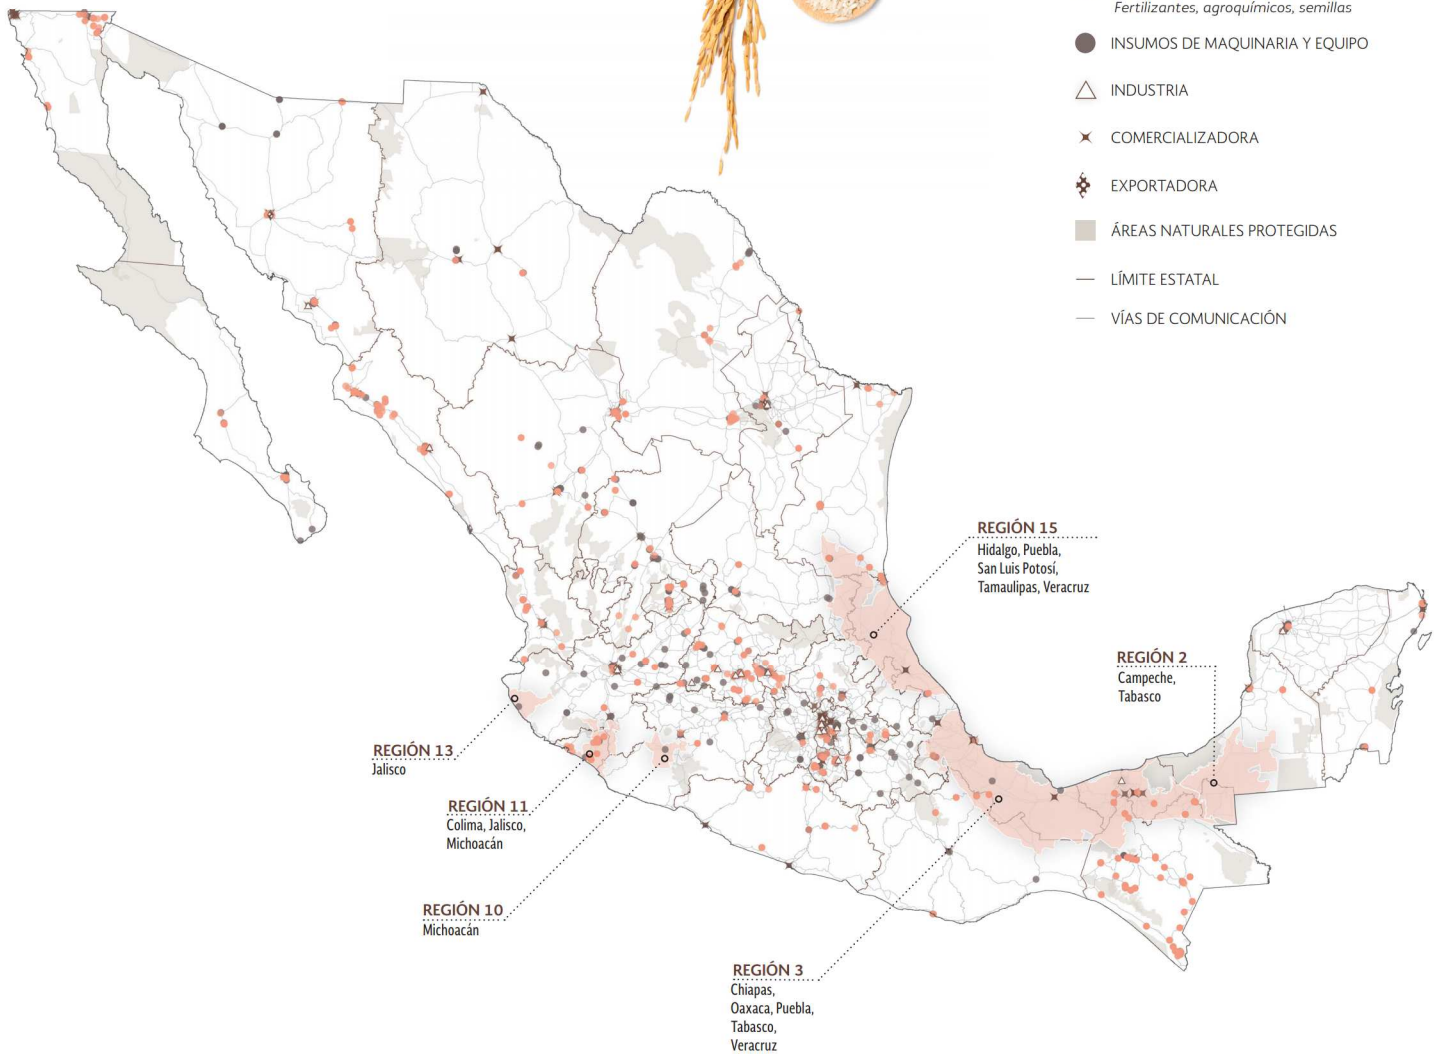 Fertilizantes, agroquímicos, semillas
INSUMOS DE MAQUINARIA Y EQUIPO
INDUSTRIA
COMERCIALIZADORA
EXPORTADORA
ÁREAS NATURALES PROTEGIDAS
LÍMITE ESTATAL
VÍAS DE COMUNICACIÓN
REGIÓN 15
Hidalgo, Puebla,
San Luis Potosí,
Tamaulipas, Veracruz
REGIÓN 2
Campeche,
Tabasco
REGIÓN 13
Jalisco
REGIÓN 11
Colima, Jalisco,
Michoacán
REGIÓN 10
Michoacán
REGIÓN 3
Chiapas,
Oaxaca, Puebla,
Tabasco,
Veracruz